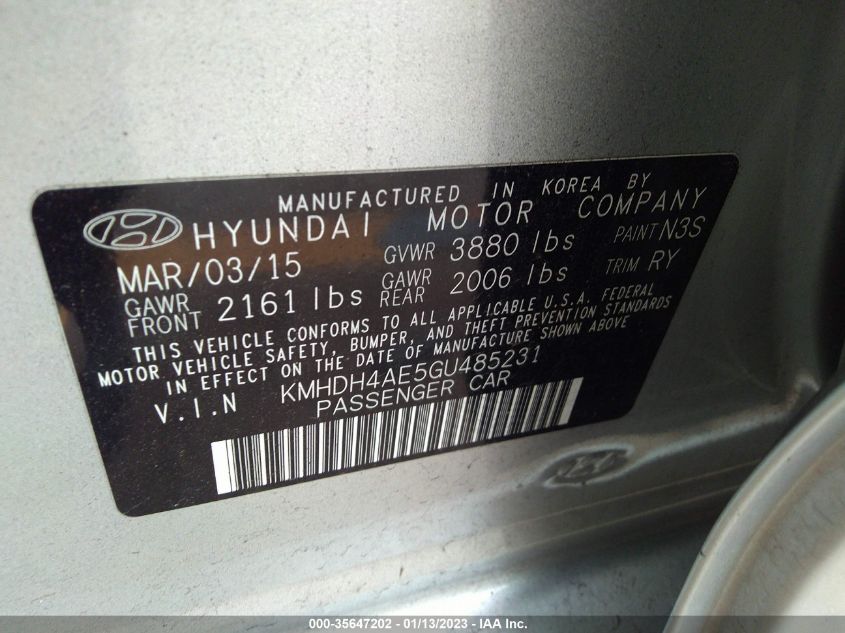 MANUFACTURED IN KOREA BY
HYUNDAI MOTOR COMPANY
MAR/03/15 GVWR 3880 lbs PAINT N3S
GAWR FRONT 2161 lbs GAWR REAR 2006 lbs TRIM RY
THIS VEHICLE CONFORMS TO ALL APPLICABLE U.S.A. FEDERAL
MOTOR VEHICLE SAFETY, BUMPER, AND THEFT PREVENTION STANDARDS
IN EFFECT ON THE DATE OF MANUFACTURE SHOWN ABOVE
V.I.N KMHDH4AE5GU485231
PASSENGER CAR
000-35647202 - 01/13/2023 - IAA Inc.